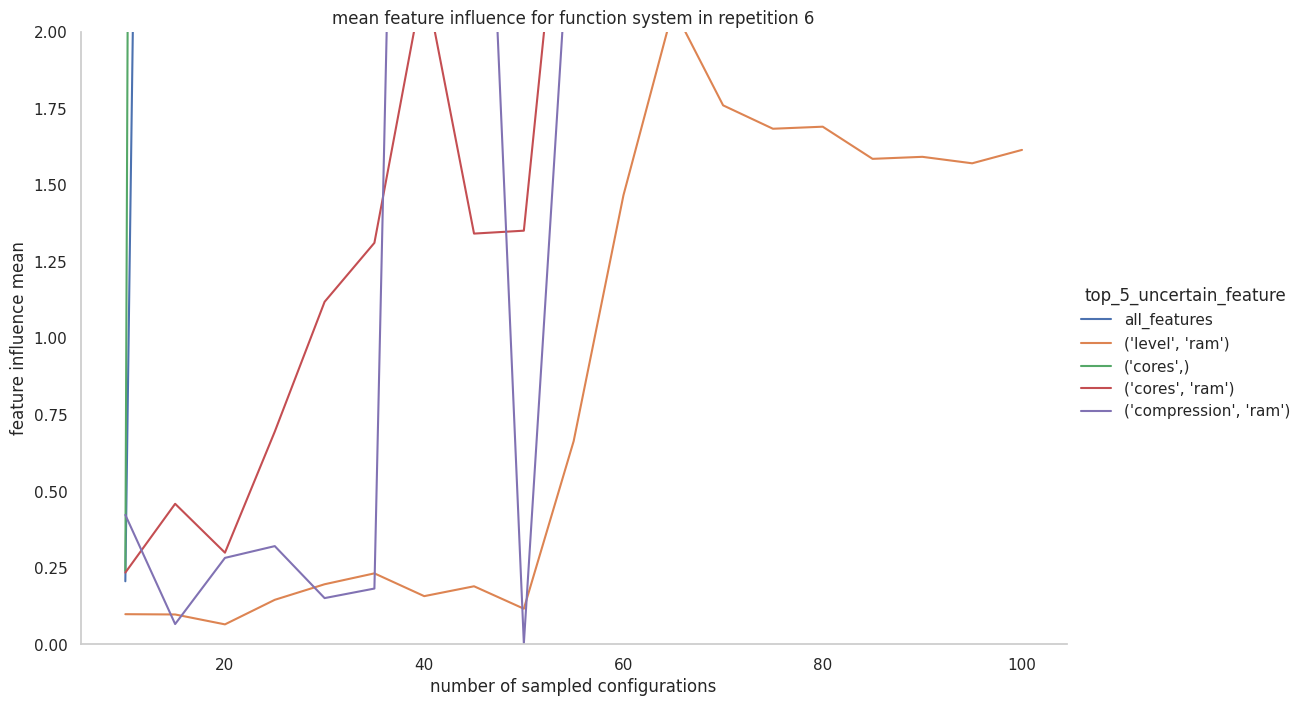 mean feature influence for function system in repetition 6
2.00
1.75
1.50
1.25
1.00
0.75
0.50
0.25
0.00
feature influence mean
20
40
60
80
100
number of sampled configurations
top_5_uncertain_feature
all_features
('level', 'ram')
('cores',)
('cores', 'ram')
('compression', 'ram')